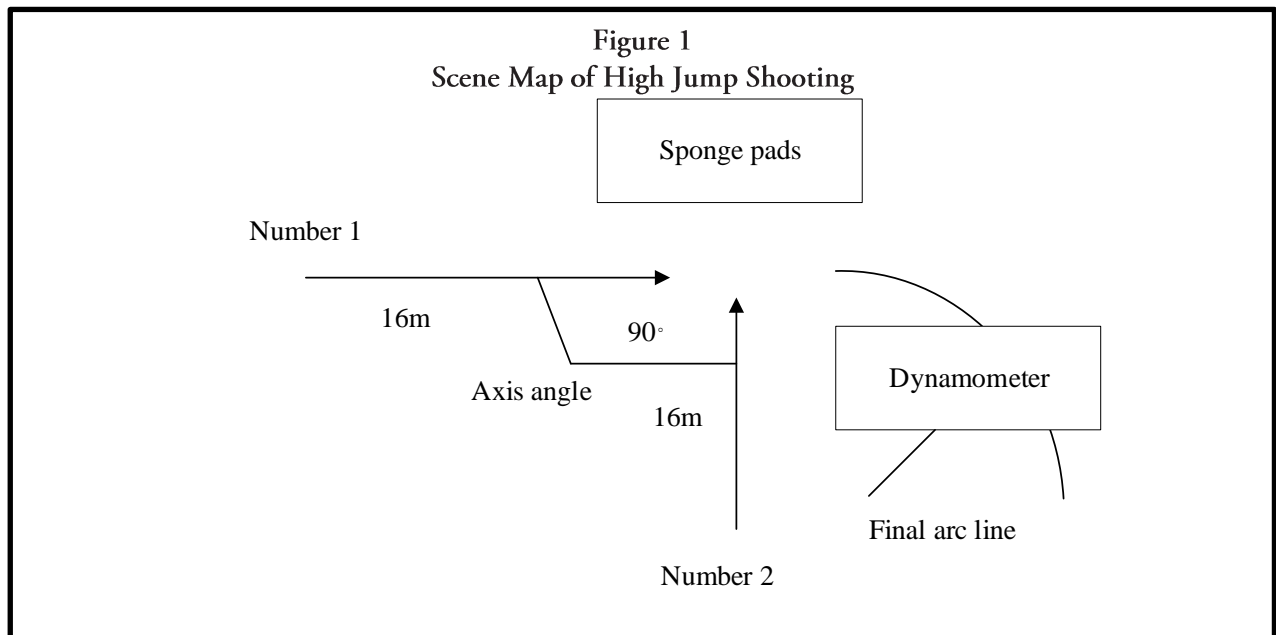 Figure 1
Scene Map of High Jump Shooting
Sponge pads
Number 1
16m
90°
Axis angle
16m
Dynamometer
Final arc line
Number 2